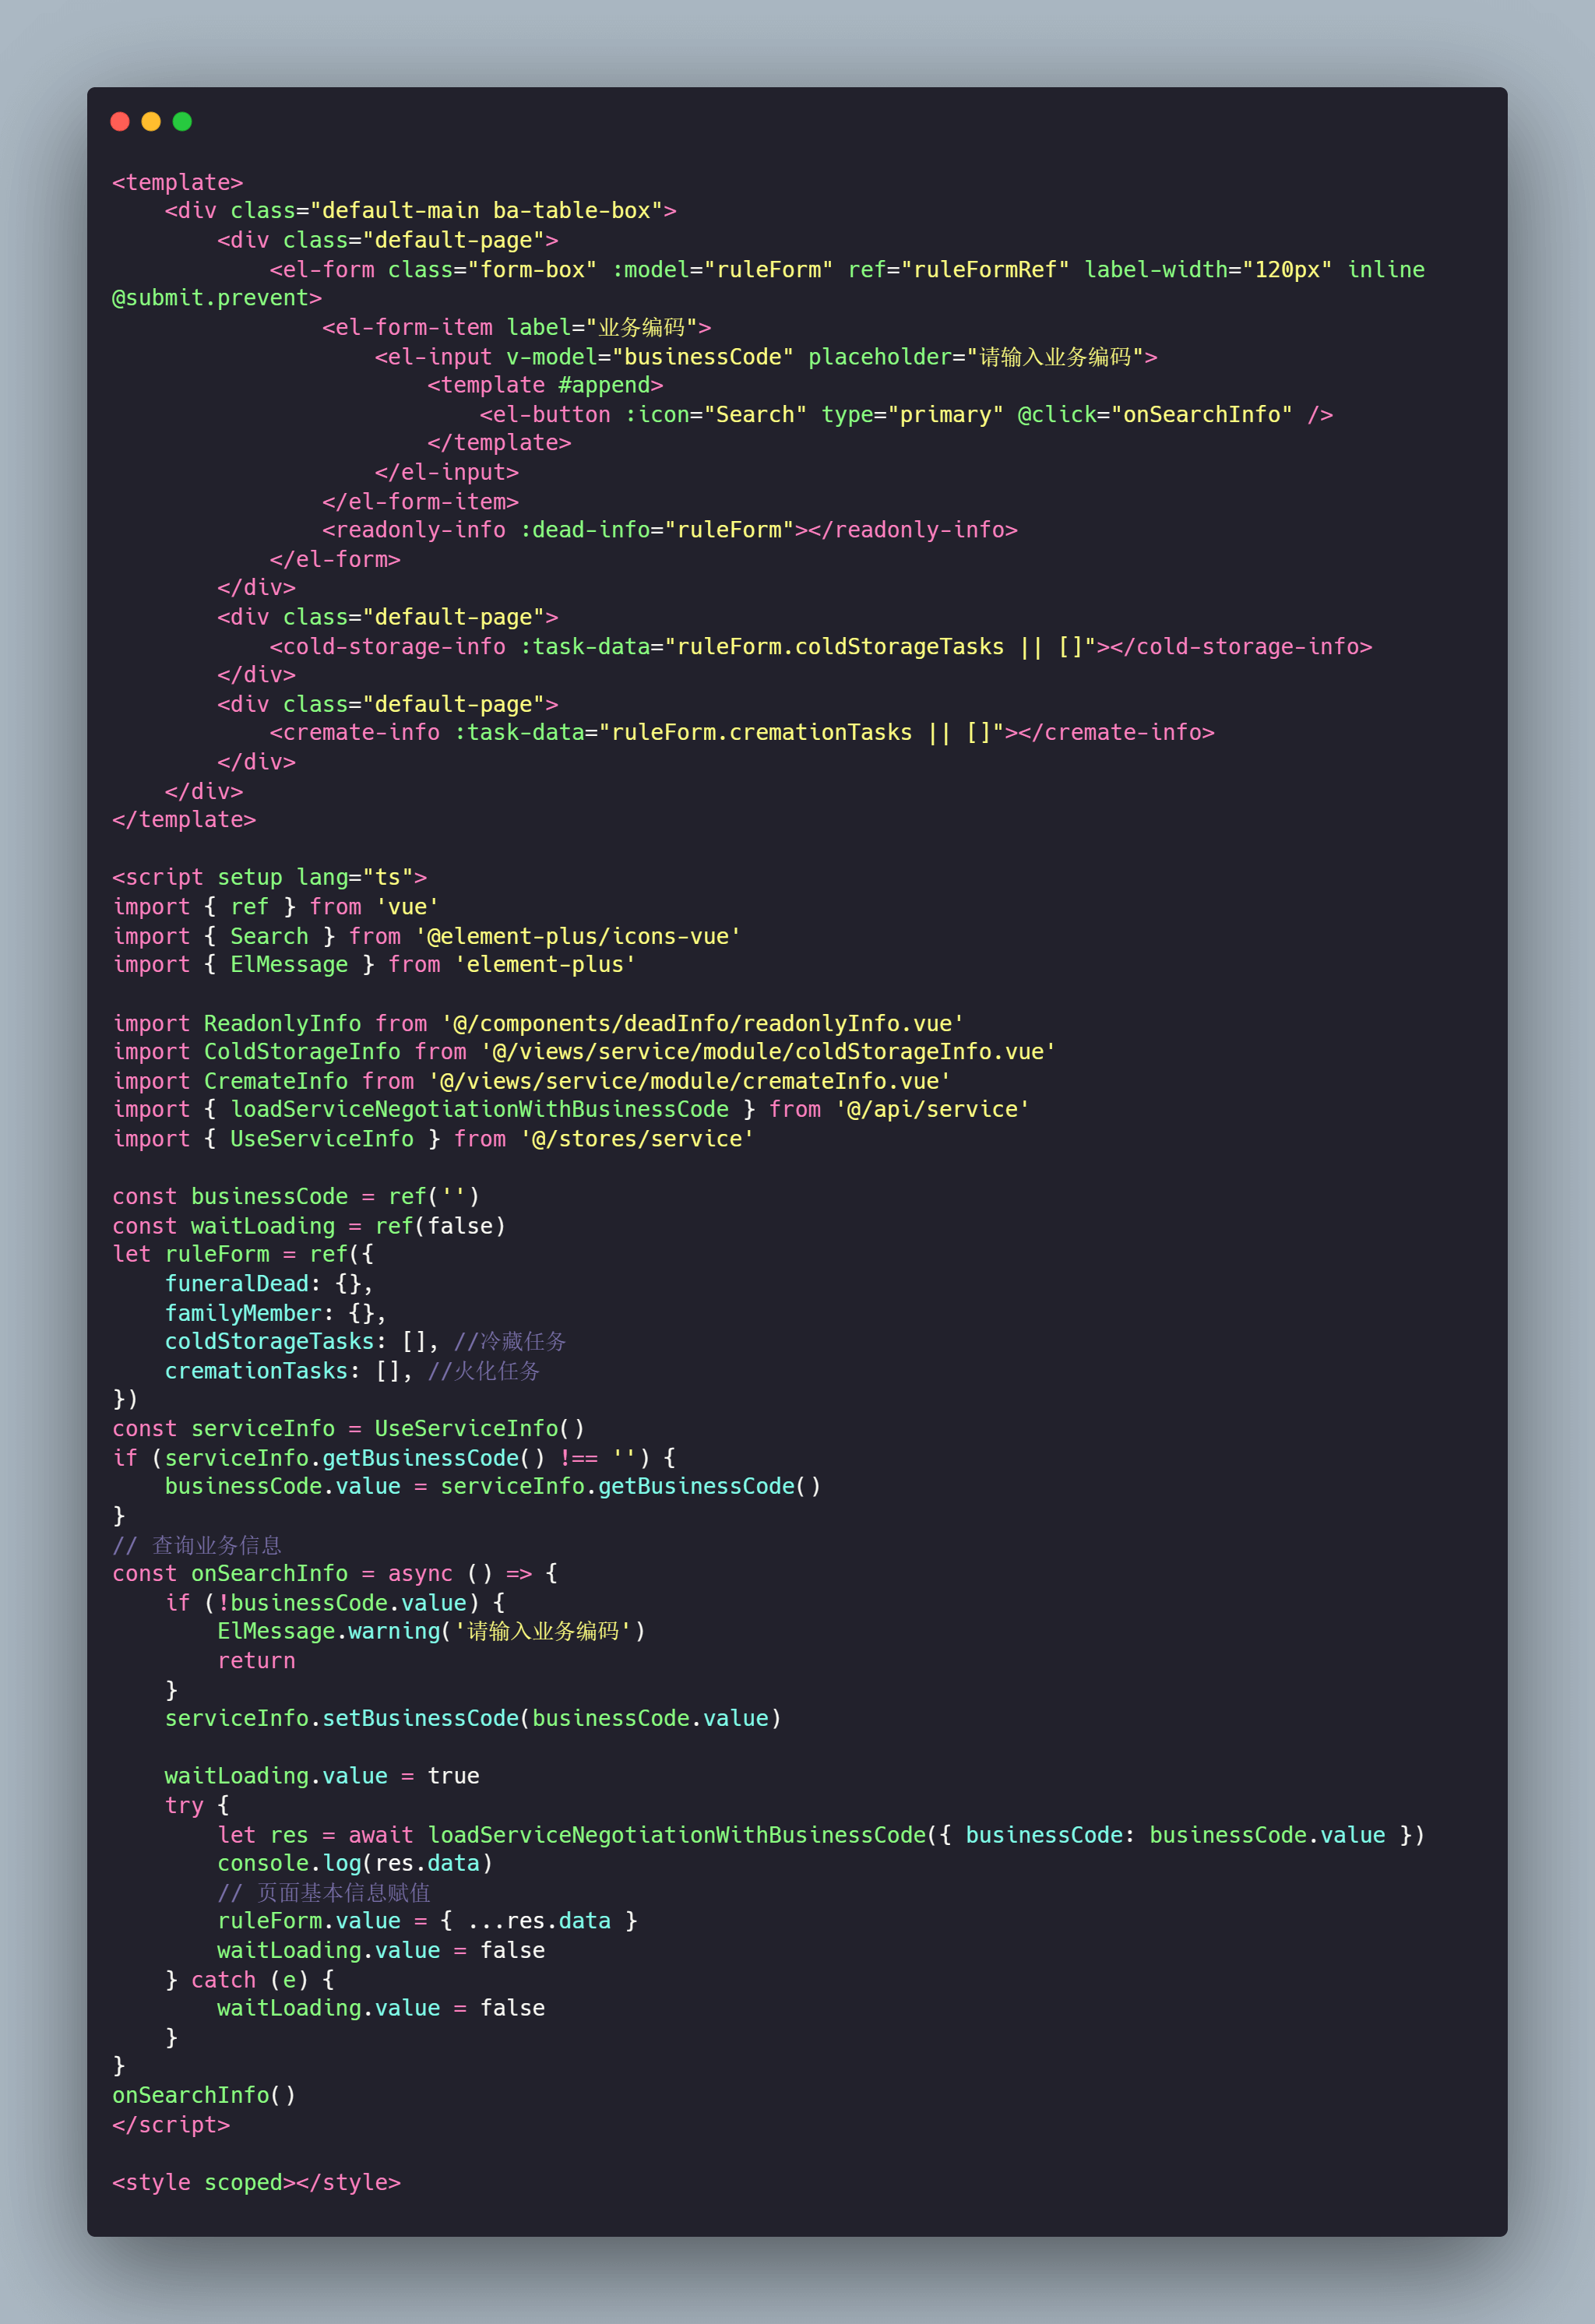 <template>
    <div class="default-main ba-table-box">
        <div class="default-page">
            <el-form class="form-box" :model="ruleForm" ref="ruleFormRef" label-width="120px" inline
@submit.prevent>
                <el-form-item label="业务编码">
                    <el-input v-model="businessCode" placeholder="请输入业务编码">
                        <template #append>
                            <el-button :icon="Search" type="primary" @click="onSearchInfo" />
                        </template>
                    </el-input>
                </el-form-item>
                <readonly-info :dead-info="ruleForm"></readonly-info>
            </el-form>
        </div>
        <div class="default-page">
            <cold-storage-info :task-data="ruleForm.coldStorageTasks || []"></cold-storage-info>
        </div>
        <div class="default-page">
            <cremate-info :task-data="ruleForm.cremationTasks || []"></cremate-info>
        </div>
    </div>
</template>

<script setup lang="ts">
import { ref } from 'vue'
import { Search } from '@element-plus/icons-vue'
import { ElMessage } from 'element-plus'

import ReadonlyInfo from '@/components/deadInfo/readonlyInfo.vue'
import ColdStorageInfo from '@/views/service/module/coldStorageInfo.vue'
import CremateInfo from '@/views/service/module/cremateInfo.vue'
import { loadServiceNegotiationWithBusinessCode } from '@/api/service'
import { UseServiceInfo } from '@/stores/service'

const businessCode = ref('')
const waitLoading = ref(false)
let ruleForm = ref({
    funeralDead: {},
    familyMember: {},
    coldStorageTasks: [], //冷藏任务
    cremationTasks: [], //火化任务
})
const serviceInfo = UseServiceInfo()
if (serviceInfo.getBusinessCode() !== '') {
    businessCode.value = serviceInfo.getBusinessCode()
}
// 查询业务信息
const onSearchInfo = async () => {
    if (!businessCode.value) {
        ElMessage.warning('请输入业务编码')
        return
    }
    serviceInfo.setBusinessCode(businessCode.value)

    waitLoading.value = true
    try {
        let res = await loadServiceNegotiationWithBusinessCode({ businessCode: businessCode.value })
        console.log(res.data)
        // 页面基本信息赋值
        ruleForm.value = { ...res.data }
        waitLoading.value = false
    } catch (e) {
        waitLoading.value = false
    }
}
onSearchInfo()
</script>

<style scoped></style>